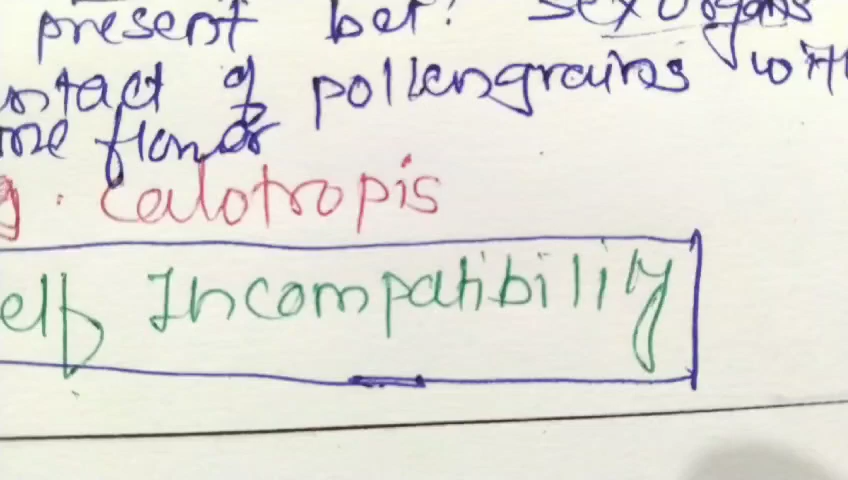 present bet. sex organs
ntact of pollengrains with
me flower
g. Calotropis
elf Incompatibility